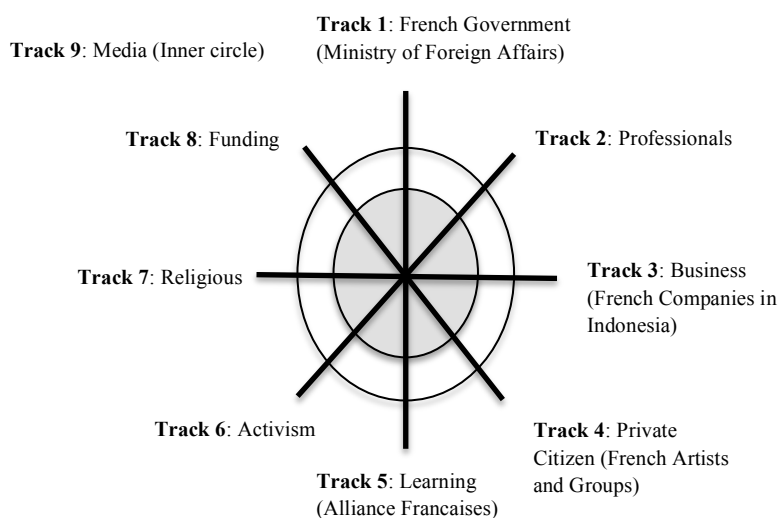 Track 1: French Government
(Ministry of Foreign Affairs)
Track 9: Media (Inner circle)
Track 8: Funding
Track 2: Professionals
Track 7: Religious
Track 3: Business
(French Companies in
Indonesia)
Track 6: Activism
Track 4: Private
Citizen (French Artists
and Groups)
Track 5: Learning
(Alliance Francaises)